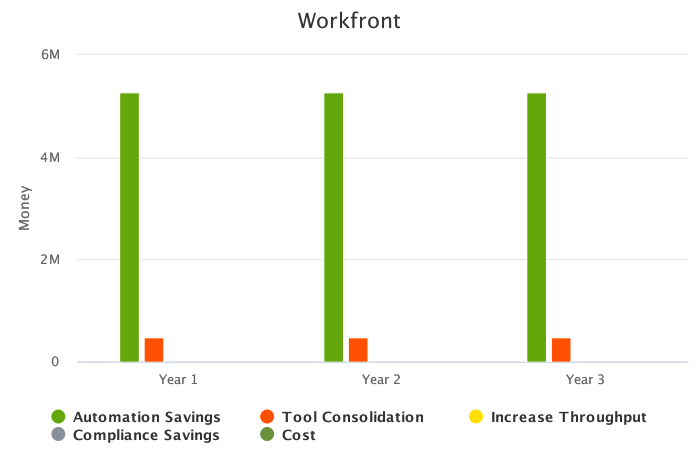 Workfront
6M
4M
2M
0
Money
Year 1
Year 2
Year 3
Automation Savings
Tool Consolidation
Increase Throughput
Compliance Savings
Cost